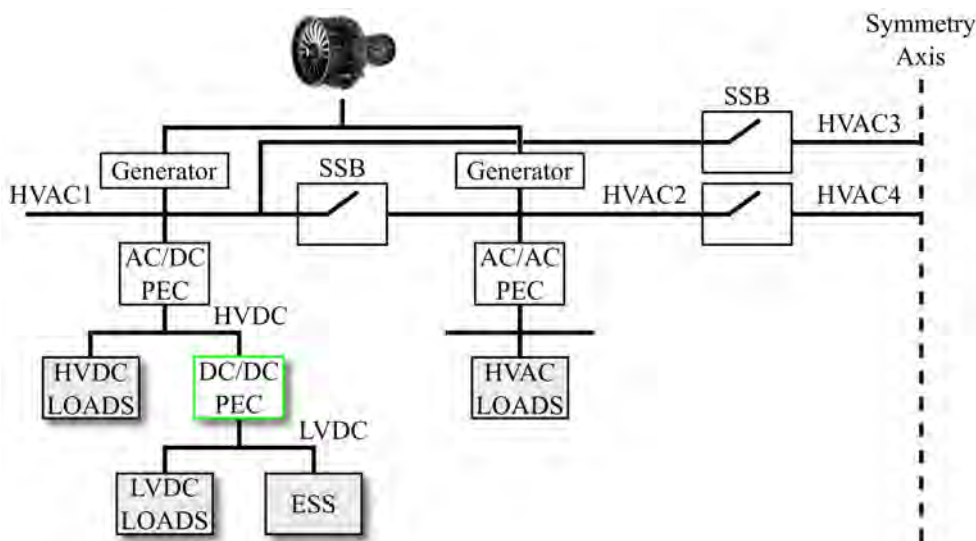 Symmetry
Axis
SSB
HVAC3
Generator
SSB
Generator
HVAC1
HVAC2
HVAC4
AC/DC
PEC
AC/AC
PEC
HVDC
HVDC
LOADS
DC/DC
PEC
HVAC
LOADS
LVDC
LVDC
LOADS
ESS